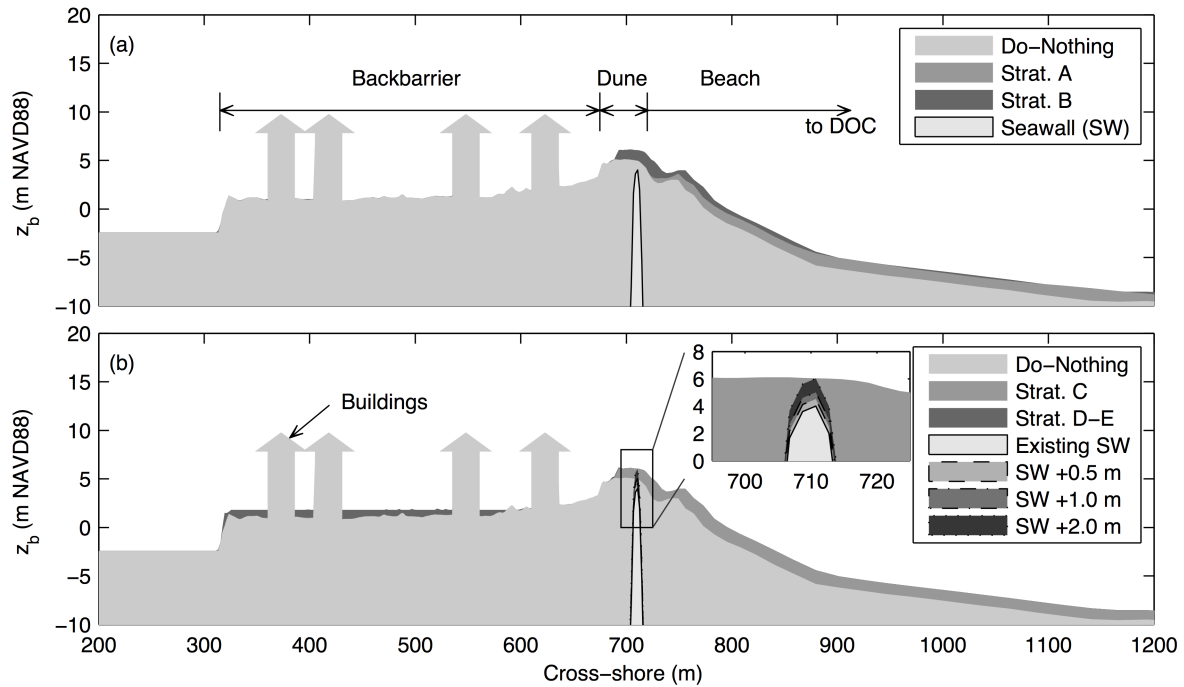 20
15
10
5
0
−5
−10
z_b (m NAVD88)
(a)
Backbarrier
Dune
Beach
to DOC
Do−Nothing
Strat. A
Strat. B
Seawall (SW)
20
15
10
5
0
−5
−10
z_b (m NAVD88)
(b)
Buildings
8
6
4
2
0
700 710 720
Do−Nothing
Strat. C
Strat. D−E
Existing SW
SW +0.5 m
SW +1.0 m
SW +2.0 m
200 300 400 500 600 700 800 900 1000 1100 1200
Cross−shore (m)